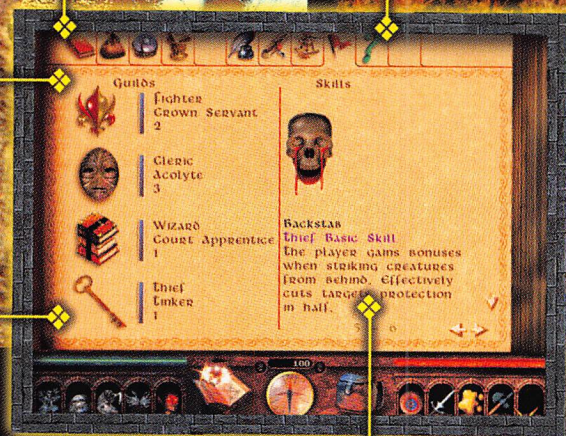 Guilds
Fighter
Crown Servant
2
Cleric
Acolyte
3
Wizard
Court Apprentice
1
Thief
Tinker
1
Skills
Backstab
Thief Basic Skill
The player gains bonuses
when striking creatures
from behind. Effectively
cuts targets protection
in half.
100